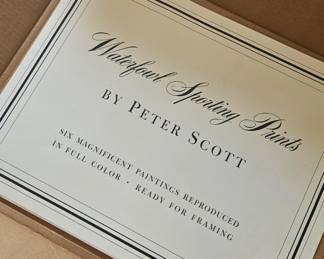 Waterfowl Sporting Prints
BY PETER SCOTT
SIX MAGNIFICENT PAINTINGS REPRODUCED
IN FULL COLOR · READY FOR FRAMING